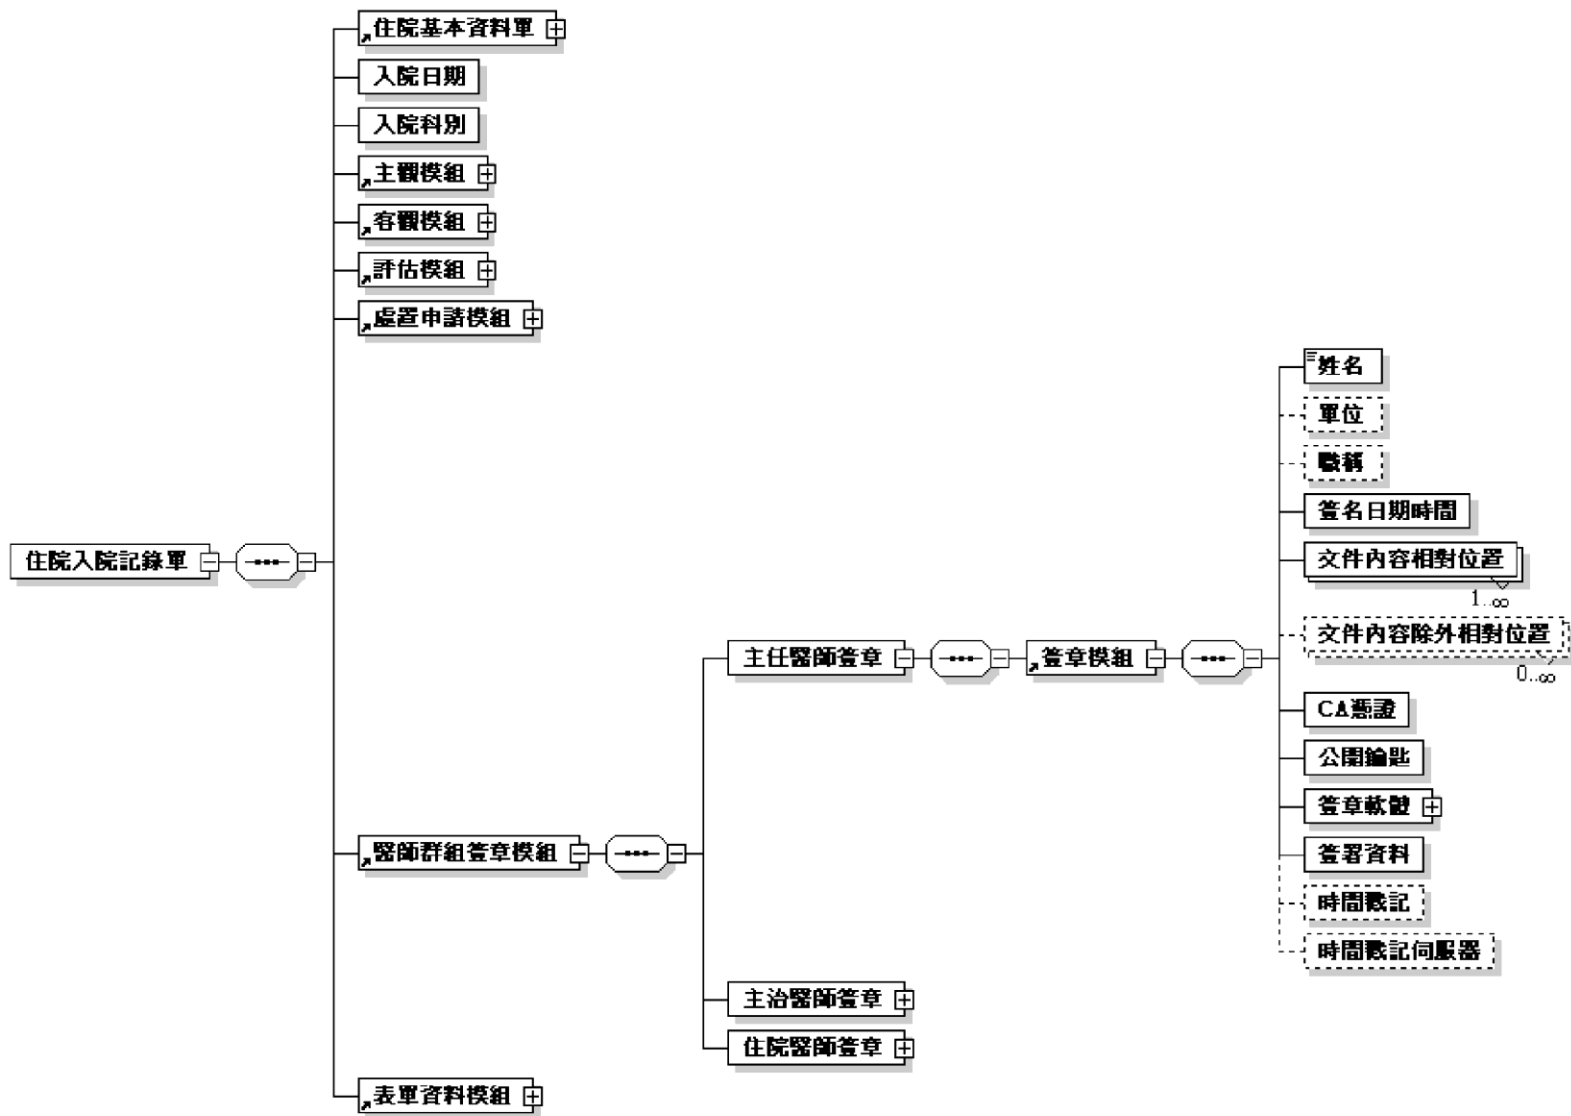 住院基本資料單
入院日期
入院科別
主觀模組
客觀模組
評估模組
處置申請模組
姓名
單位
職稱
簽名日期時間
住院入院記錄單
文件內容相對位置
1..∞
文件內容除外相對位置
0..∞
主任醫師簽章
簽章模組
CA憑證
公開鑰匙
簽章軟體
醫師群組簽章模組
簽署資料
時間戳記
時間戳記伺服器
主治醫師簽章
住院醫師簽章
表單資料模組